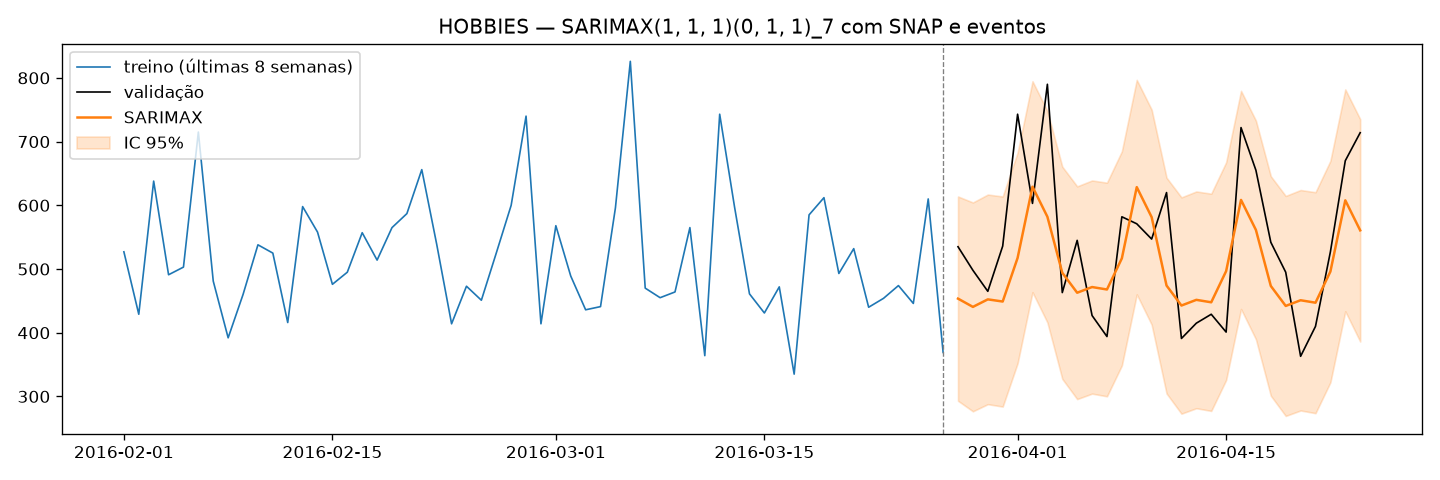 HOBBIES — SARIMAX(1, 1, 1)(0, 1, 1)_7 com SNAP e eventos
treino (últimas 8 semanas)
validação
SARIMAX
IC 95%
800
700
600
500
400
300
2016-02-01
2016-02-15
2016-03-01
2016-03-15
2016-04-01
2016-04-15